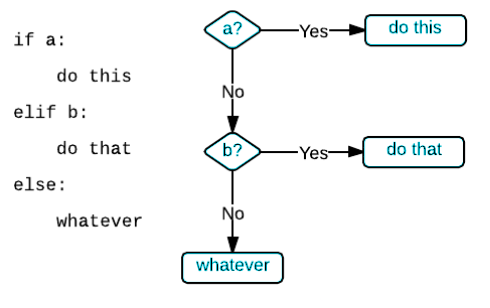 if a:
    do this
elif b:
    do that
else:
    whatever
a?
Yes
do this
No
b?
Yes
do that
No
whatever